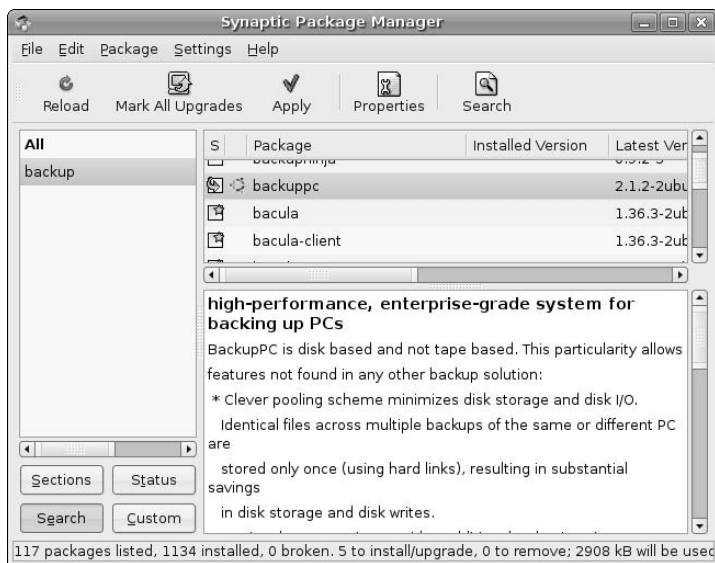 Synaptic Package Manager
File Edit Package Settings Help
Reload Mark All Upgrades Apply Properties Search
All
backup
S Package Installed Version Latest Ver
backupninja
backuppc 2.1.2-2ubu
bacula 1.36.3-2ub
bacula-client 1.36.3-2ub
high-performance, enterprise-grade system for
backing up PCs
BackupPC is disk based and not tape based. This particularity allows
features not found in any other backup solution:
* Clever pooling scheme minimizes disk storage and disk I/O.
Identical files across multiple backups of the same or different PC
are
stored only once (using hard links), resulting in substantial
savings
in disk storage and disk writes.
Sections Status
Search Custom
117 packages listed, 1134 installed, 0 broken. 5 to install/upgrade, 0 to remove; 2908 kB will be used